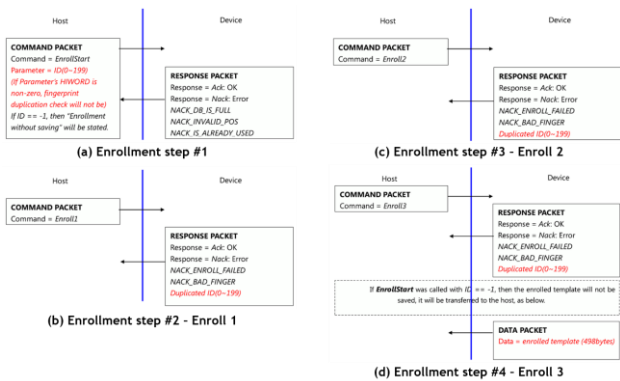 Host Device
COMMAND PACKET
Command = EnrollStart
Parameter = ID(0~199)
(If Parameter's HIWORD is
non-zero, fingerprint
duplication check will not be)
If ID == -1, then "Enrollment
without saving" will be stated.
RESPONSE PACKET
Response = Ack: OK
Response = Nack: Error
NACK_DB_IS_FULL
NACK_INVALID_POS
NACK_IS_ALREADY_USED
(a) Enrollment step #1
Host Device
COMMAND PACKET
Command = Enroll1
RESPONSE PACKET
Response = Ack: OK
Response = Nack: Error
NACK_ENROLL_FAILED
NACK_BAD_FINGER
Duplicated ID(0~199)
(b) Enrollment step #2 - Enroll 1
Host Device
COMMAND PACKET
Command = Enroll2
RESPONSE PACKET
Response = Ack: OK
Response = Nack: Error
NACK_ENROLL_FAILED
NACK_BAD_FINGER
Duplicated ID(0~199)
(c) Enrollment step #3 - Enroll 2
Host Device
COMMAND PACKET
Command = Enroll3
RESPONSE PACKET
Response = Ack: OK
Response = Nack: Error
NACK_ENROLL_FAILED
NACK_BAD_FINGER
Duplicated ID(0~199)
If EnrollStart was called with ID == -1, then the enrolled template will not be
saved, it will be transferred to the host, as below.
DATA PACKET
Data = enrolled template (498bytes)
(d) Enrollment step #4 - Enroll 3